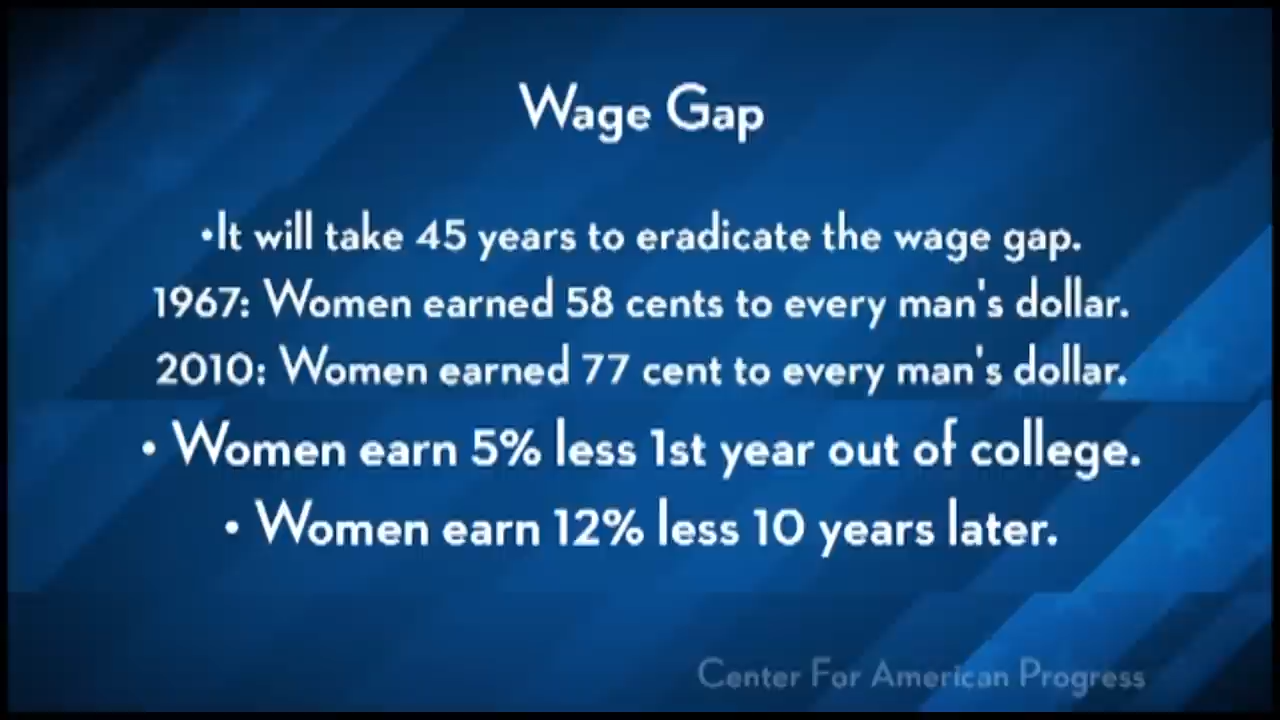 Wage Gap
•It will take 45 years to eradicate the wage gap.
1967: Women earned 58 cents to every man's dollar.
2010: Women earned 77 cent to every man's dollar.
• Women earn 5% less 1st year out of college.
• Women earn 12% less 10 years later.
Center For American Progress